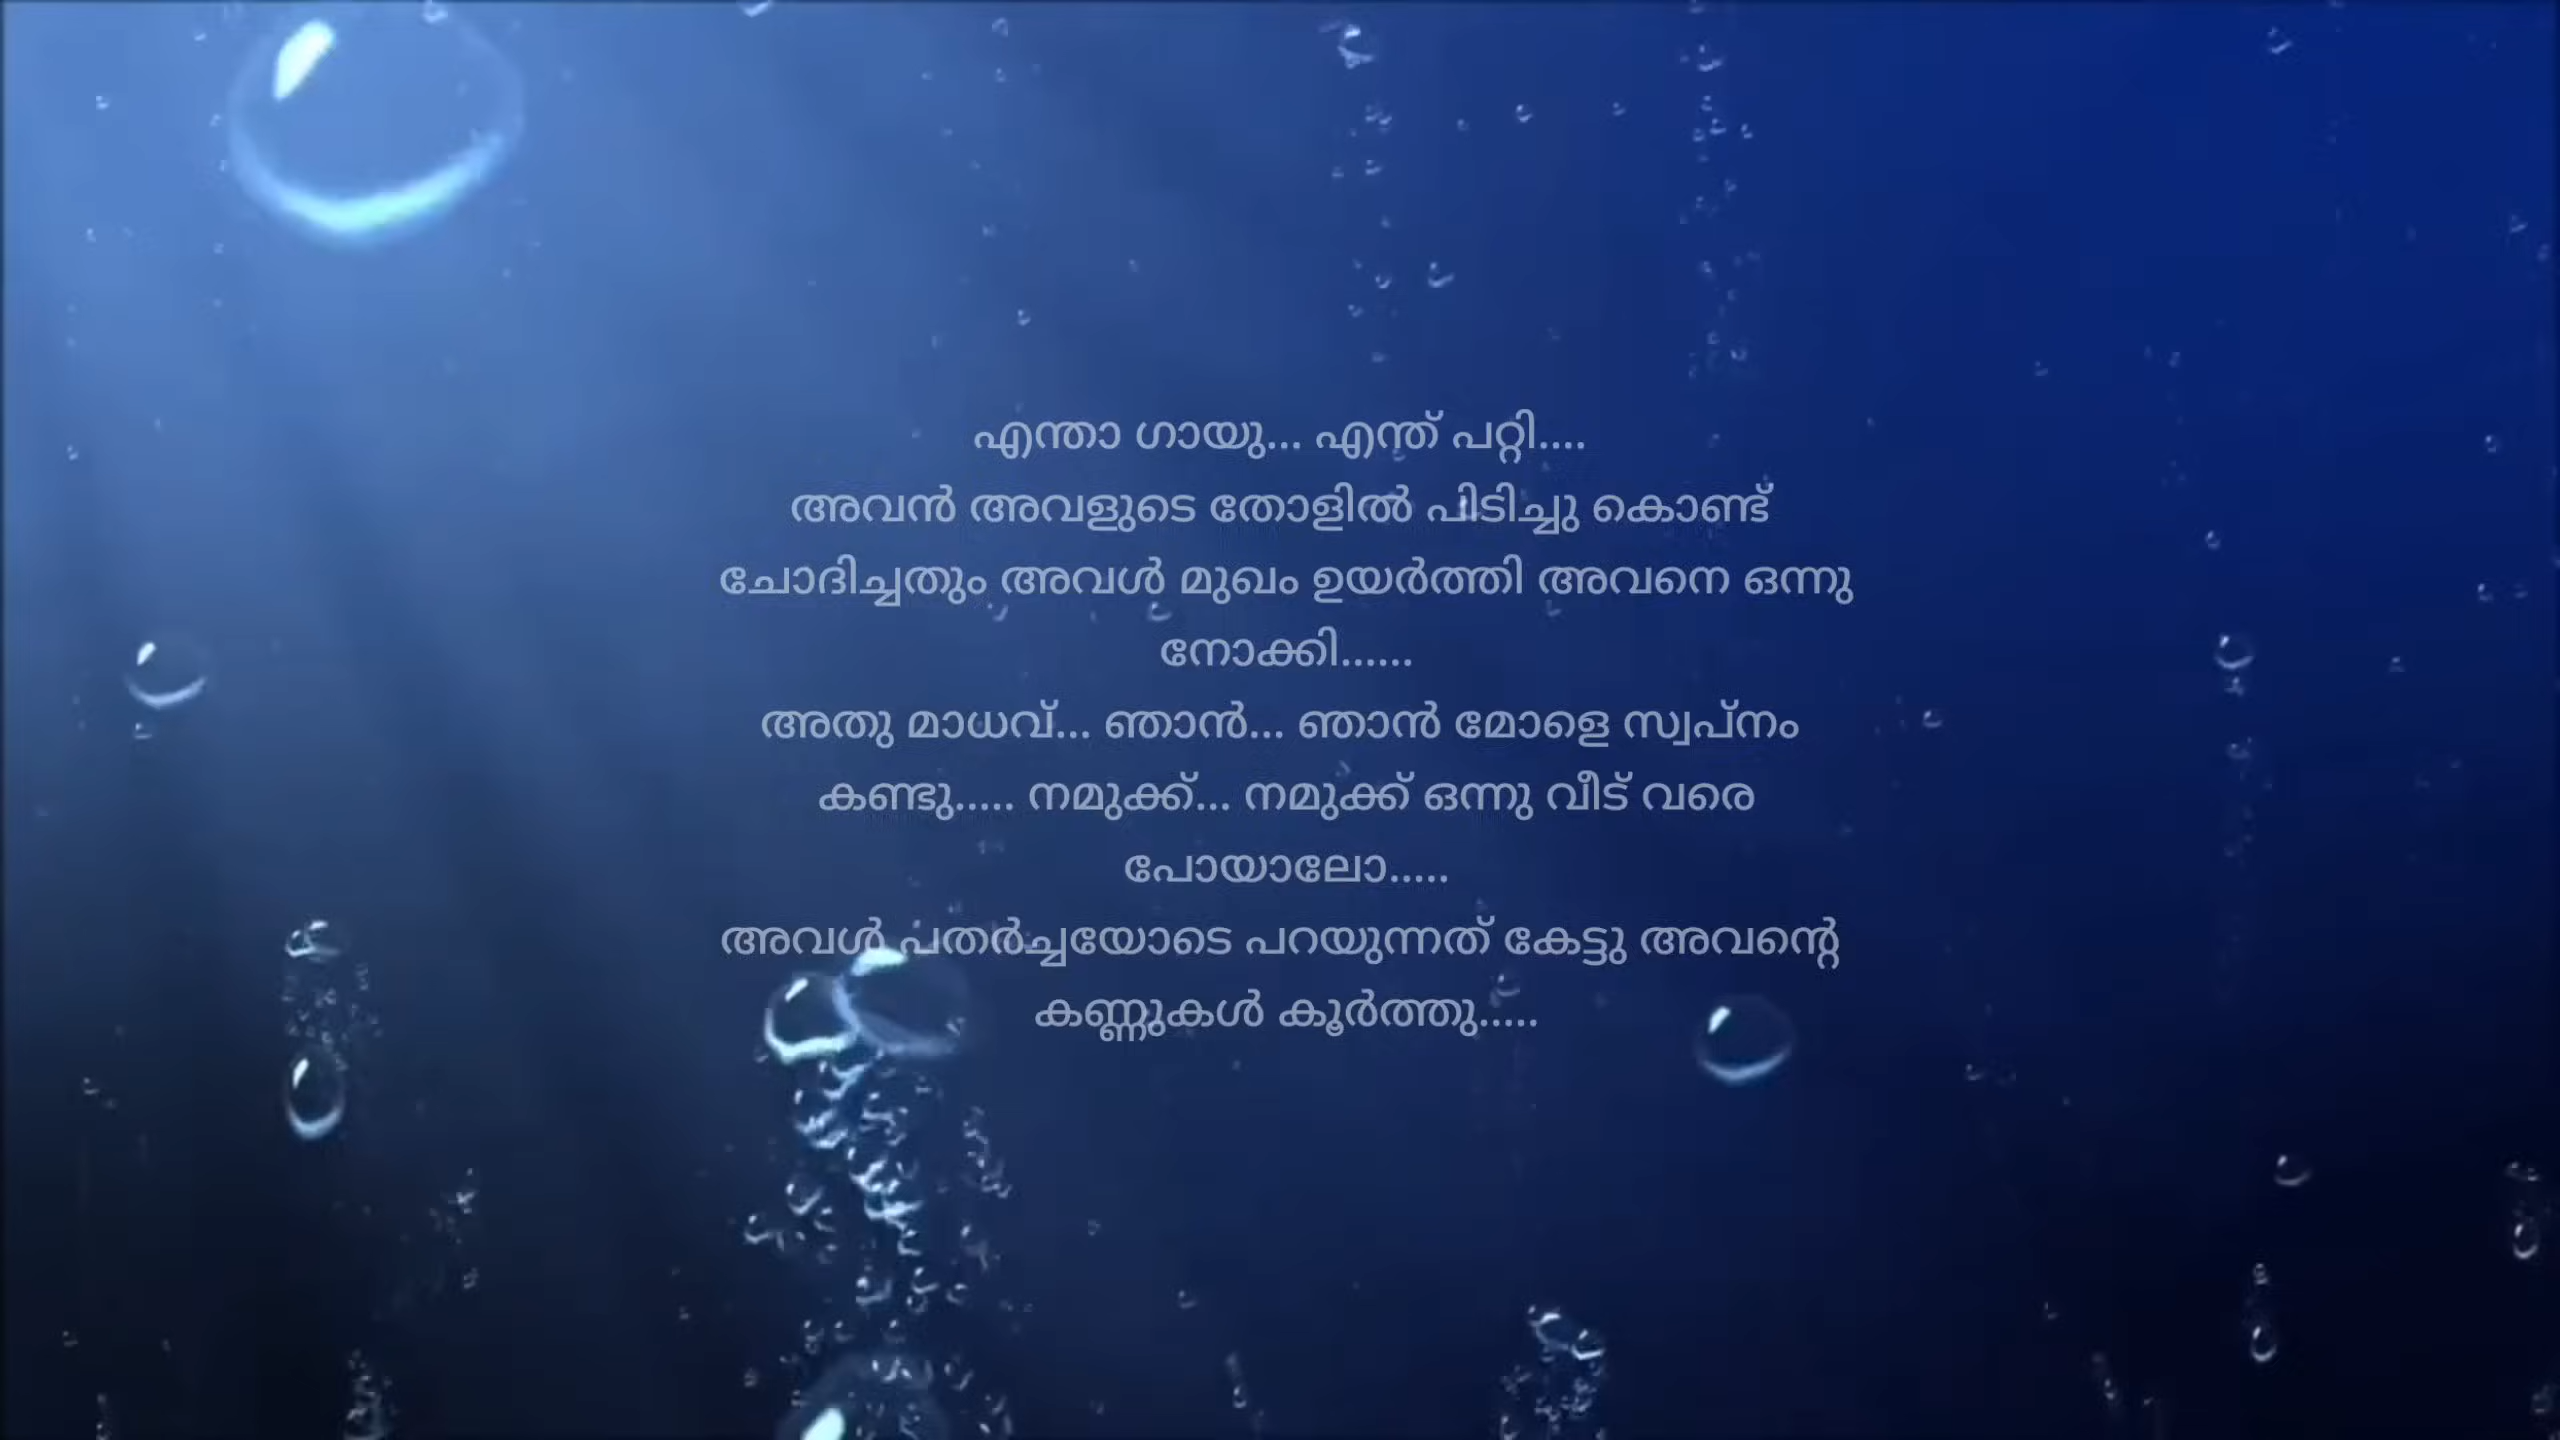 എന്താ ഗായു... എന്ത് പറ്റി....
അവൻ അവളുടെ തോളിൽ പിടിച്ചു കൊണ്ട്
ചോദിച്ചതും അവൾ മുഖം ഉയർത്തി അവനെ ഒന്നു
നോക്കി......
അതു മാധവ്... ഞാൻ... ഞാൻ മോളെ സ്വപ്നം
കണ്ടു..... നമുക്ക്... നമുക്ക് ഒന്നു വീട് വരെ
പോയാലോ.....
അവൾ പതർച്ചയോടെ പറയുന്നത് കേട്ടു അവന്റെ
കണ്ണുകൾ കൂർത്തു.....